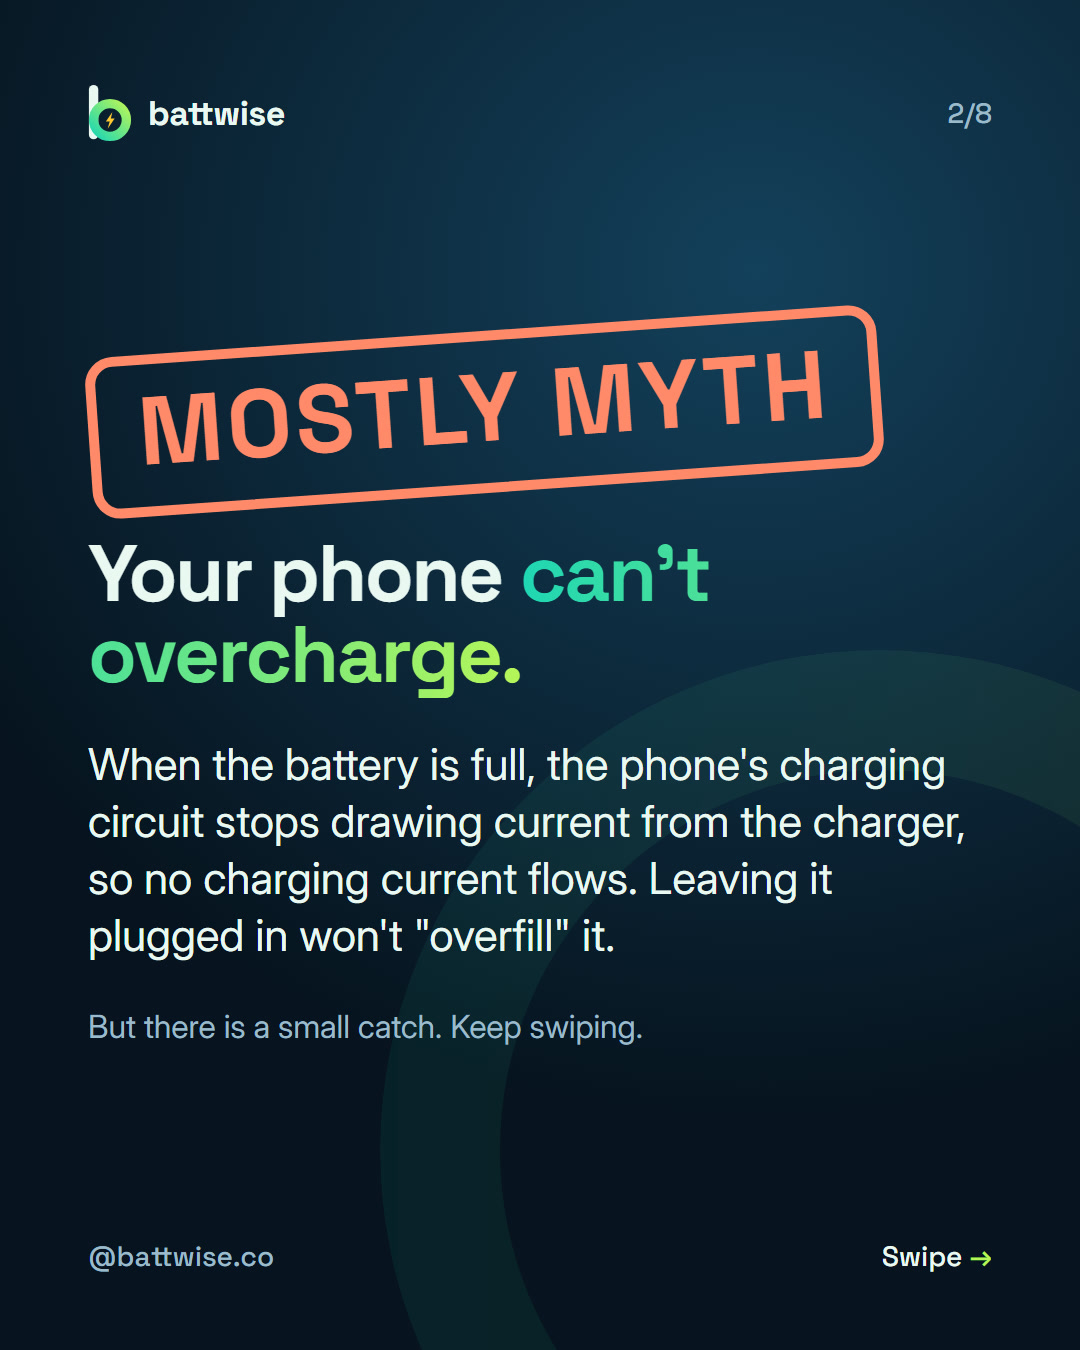 battwise
2/8
MOSTLY MYTH
Your phone can’t
overcharge.
When the battery is full, the phone's charging
circuit stops drawing current from the charger,
so no charging current flows. Leaving it
plugged in won't "overfill" it.
But there is a small catch. Keep swiping.
@battwise.co
Swipe →